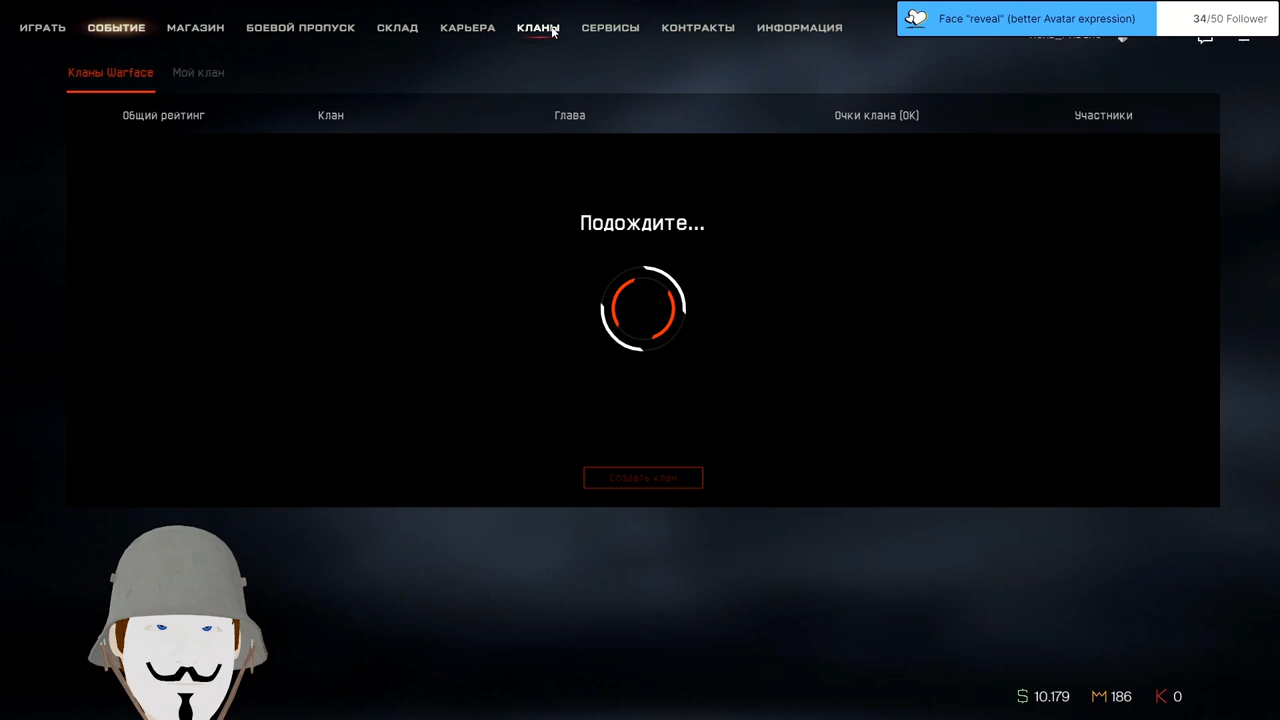 ИГРАТЬ СОБЫТИЕ МАГАЗИН БОЕВОЙ ПРОПУСК СКЛАД КАРЬЕРА КЛАНЫ СЕРВИСЫ КОНТРАКТЫ ИНФОРМАЦИЯ
Face "reveal" (better Avatar expression) 34/50 Follower
Кланы Warface Мой клан
Общий рейтинг Клан Глава Очки клана (ОК) Участники
Подождите...
Создать клан
10.179 186 0